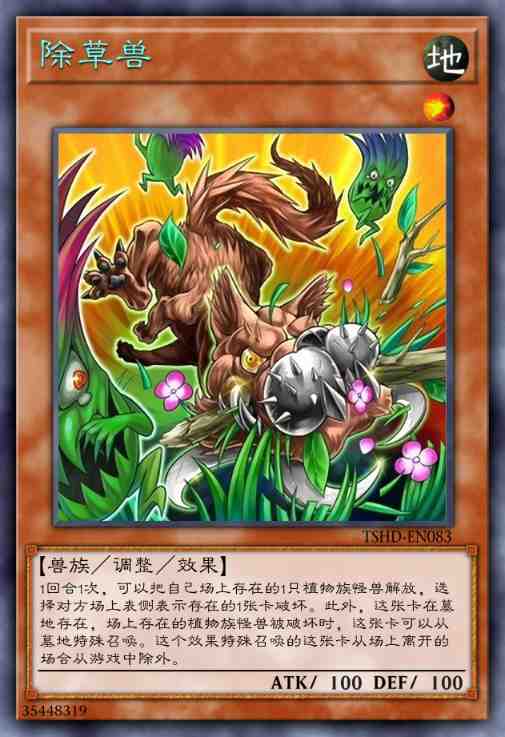 除草兽
地
TSHD-EN083
【兽族／调整／效果】
1回合1次，可以把自己场上存在的1只植物族怪兽解放，选
择对方场上表侧表示存在的1张卡破坏。此外，这张卡在墓
地存在，场上存在的植物族怪兽被破坏时，这张卡可以从
墓地特殊召唤。这个效果特殊召唤的这张卡从场上离开的
场合从游戏中除外。
ATK/ 100 DEF/ 100
35448319